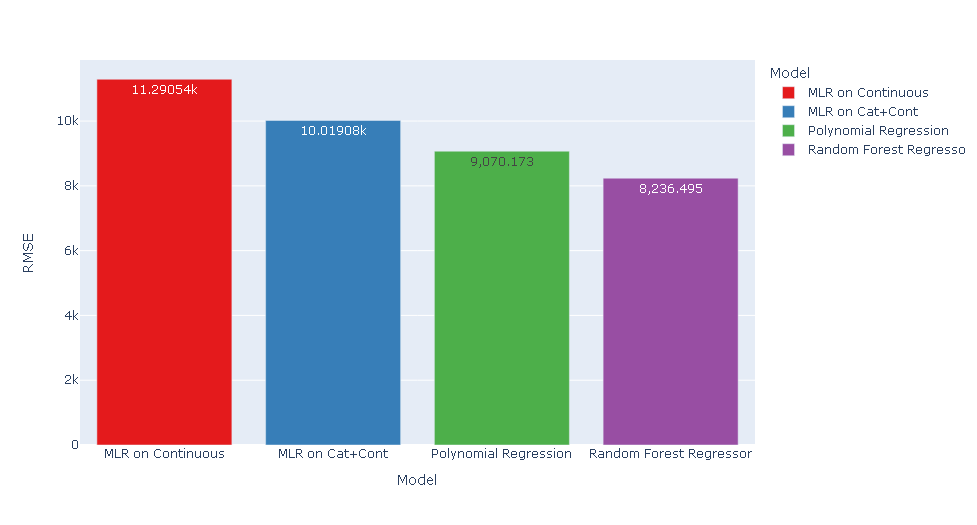 Model
MLR on Continuous
MLR on Cat+Cont
Polynomial Regression
Random Forest Regresso
11.29054k
10.01908k
9,070.173
8,236.495
10k
8k
6k
4k
2k
0
RMSE
MLR on Continuous
MLR on Cat+Cont
Polynomial Regression
Random Forest Regressor
Model